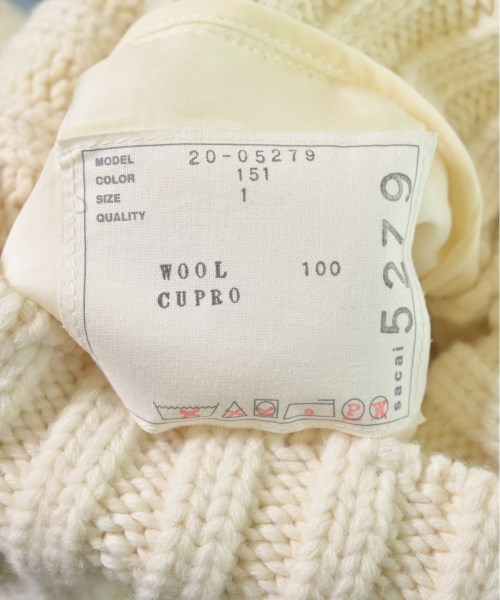 MODEL 20-05279
COLOR 151
SIZE 1
QUALITY
WOOL 100
CUPRO
sacai 5279
P
W